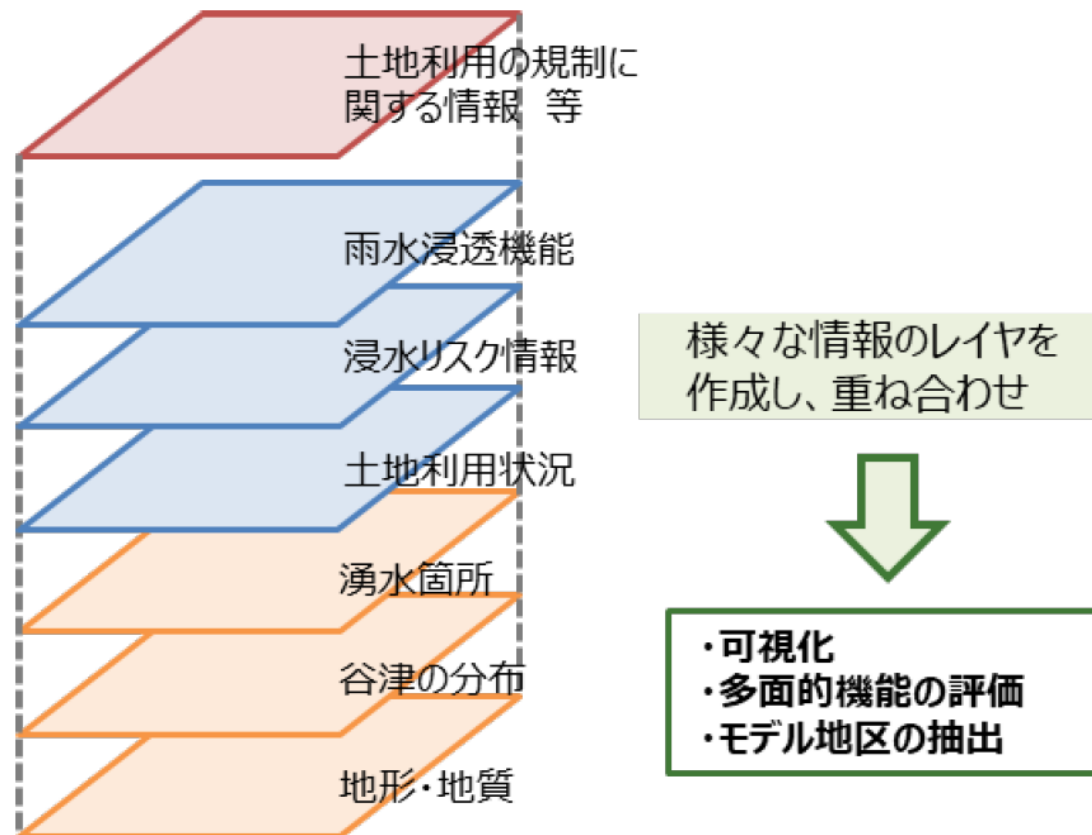 土地利用の規制に
関する情報　等
雨水浸透機能
浸水リスク情報
土地利用状況
湧水箇所
谷津の分布
地形・地質
様々な情報のレイヤを
作成し、重ね合わせ
・可視化
・多面的機能の評価
・モデル地区の抽出